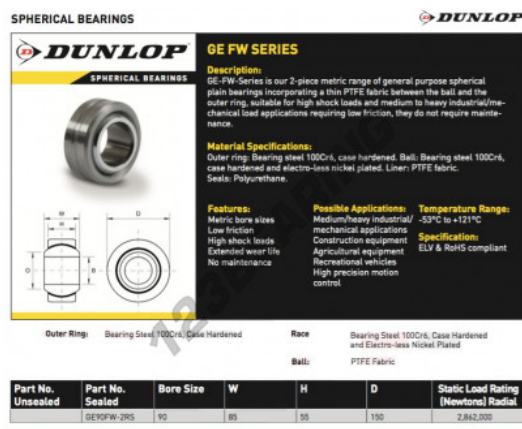 SPHERICAL BEARINGS
DUNLOP
DUNLOP
SPHERICAL BEARINGS
GE FW SERIES
Description:
GE-FW-Series is our 2-piece metric range of general purpose spherical
plain bearings incorporating a thin PTFE fabric between the ball and the
outer ring, suitable for high shock loads and medium to heavy industrial/me-
chanical load applications requiring low friction, they do not require mainte-
nance.
Material Specifications:
Outer ring: Bearing steel 100Cr6, case hardened. Ball: Bearing steel 100Cr6,
case hardened and electro-less nickel plated. Liner: PTFE fabric.
Seals: Polyurethane.
Features:
Metric bore sizes
Low friction
High shock loads
Extended wear life
No maintenance
Possible Applications:
Medium/heavy industrial/
mechanical applications
Construction equipment
Agricultural equipment
Recreational vehicles
High precision motion
control
Temperature Range:
-53°C to +121°C
Specification:
ELV & RoHS compliant
W
H
D
B
Outer Ring: Bearing Steel 100Cr6, Case Hardened
Race Bearing Steel 100Cr6, Case Hardened
and Electro-less Nickel Plated
Ball: PTFE Fabric
Part No. Part No. Bore Size W H D Static Load Rating
Unsealed Sealed (Newtons) Radial
GE90FW-2RS 90 85 55 150 2,862,000